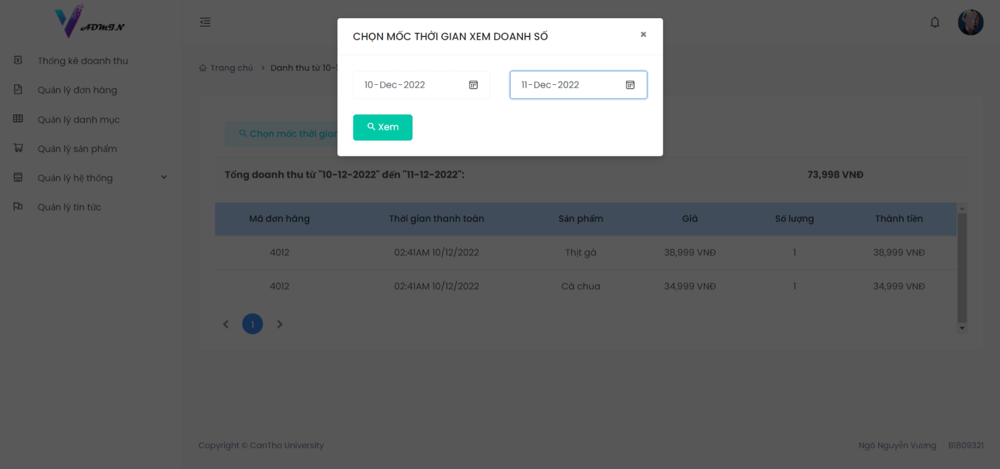 ADMIN
CHỌN MỐC THỜI GIAN XEM DOANH SỐ
×
Thống kê doanh thu
Quản lý đơn hàng
Quản lý danh mục
Quản lý sản phẩm
Quản lý hệ thống
Quản lý tin tức
Trang chủ > Danh thu từ 10-1
10-Dec-2022
11-Dec-2022
Xem
Chọn mốc thời gian
Tổng doanh thu từ "10-12-2022" đến "11-12-2022": 73,998 VNĐ
Mã đơn hàng Thời gian thanh toán Sản phẩm Giá Số lượng Thành tiền
4012 02:41AM 10/12/2022 Thịt gà 38,999 VNĐ 1 38,999 VNĐ
4012 02:41AM 10/12/2022 Cà chua 34,999 VNĐ 1 34,999 VNĐ
1
Copyright © CanTho University
Ngô Nguyễn Vương B1809321